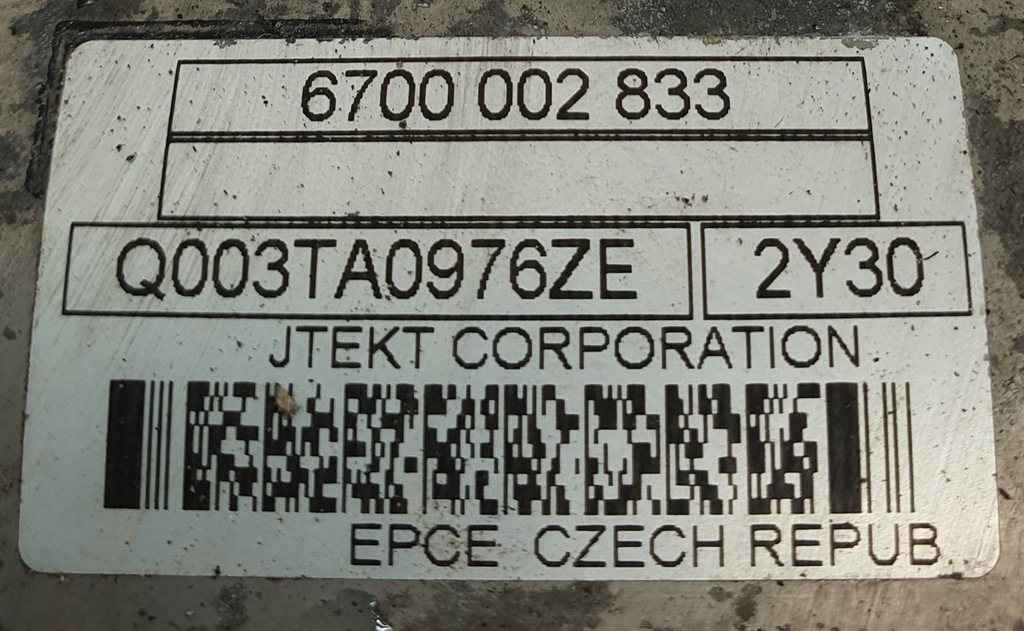 6700 002 833
Q003TA0976ZE 2Y30
JTEKT CORPORATION
EPCE CZECH REPUB